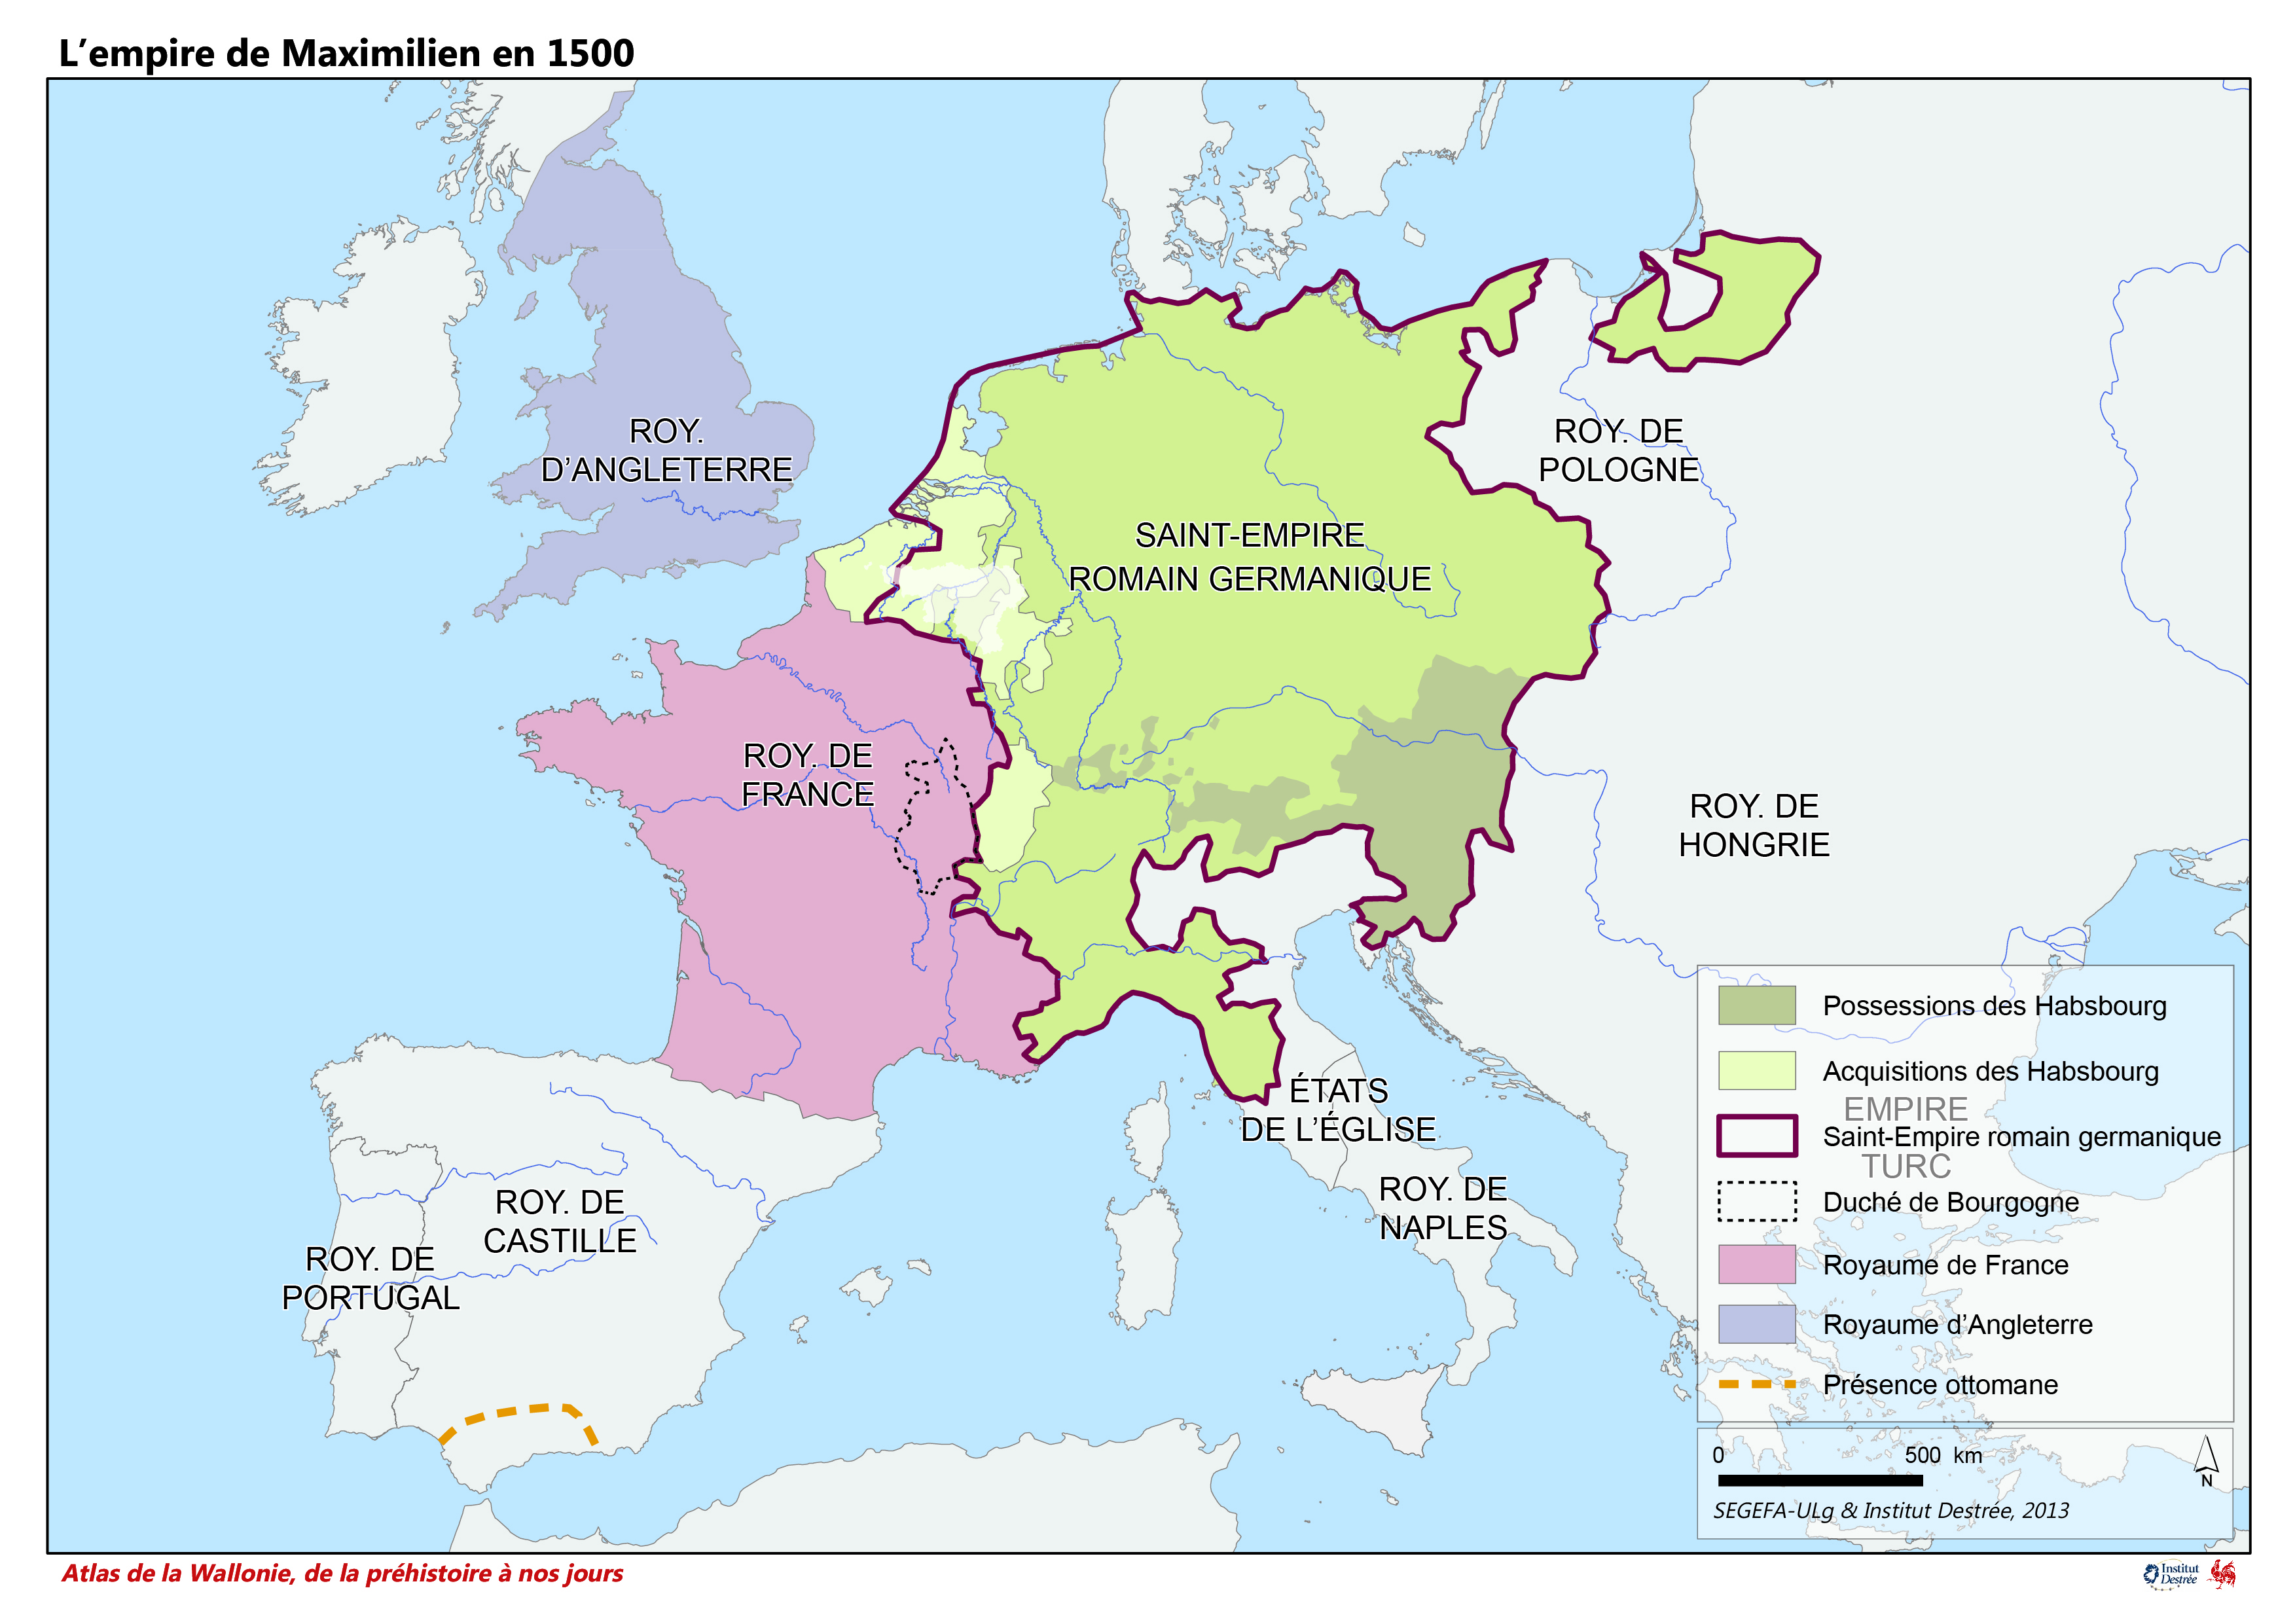 L’empire de Maximilien en 1500
ROY.
D’ANGLETERRE
ROY. DE
POLOGNE
SAINT-EMPIRE
ROMAIN GERMANIQUE
ROY. DE
FRANCE
ROY. DE
HONGRIE
ÉTATS
DE L’ÉGLISE
ROY. DE
NAPLES
ROY. DE
CASTILLE
ROY. DE
PORTUGAL
Possessions des Habsbourg
Acquisitions des Habsbourg
EMPIRE
Saint-Empire romain germanique
TURC
Duché de Bourgogne
Royaume de France
Royaume d’Angleterre
Présence ottomane
0 500 km
N
SEGEFA-ULg & Institut Destrée, 2013
Atlas de la Wallonie, de la préhistoire à nos jours
Institut
Destrée